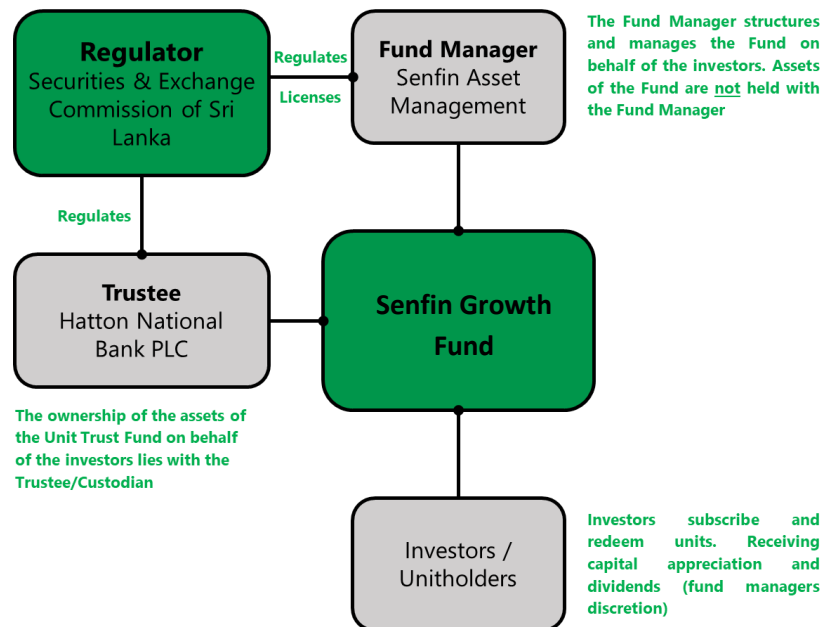 Regulator
Securities & Exchange
Commission of Sri
Lanka
Regulates
Licenses
Fund Manager
Senfin Asset
Management
The Fund Manager structures
and manages the Fund on
behalf of the investors. Assets
of the Fund are not held with
the Fund Manager
Regulates
Trustee
Hatton National
Bank PLC
Senfin Growth
Fund
The ownership of the assets of
the Unit Trust Fund on behalf
of the investors lies with the
Trustee/Custodian
Investors /
Unitholders
Investors subscribe and
redeem units. Receiving
capital appreciation and
dividends (fund managers
discretion)